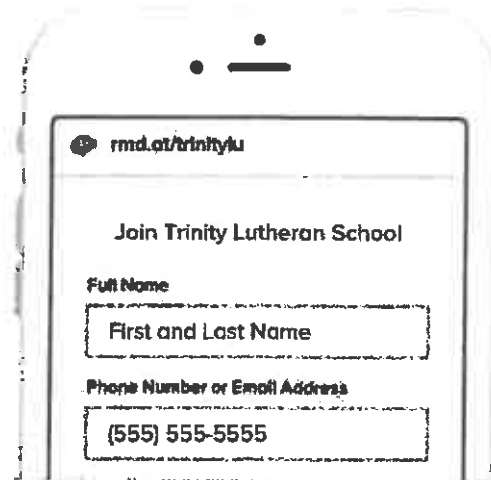 rmd.at/trinitylu
Join Trinity Lutheran School
Full Name
First and Last Name
Phone Number or Email Address
(555) 555-5555